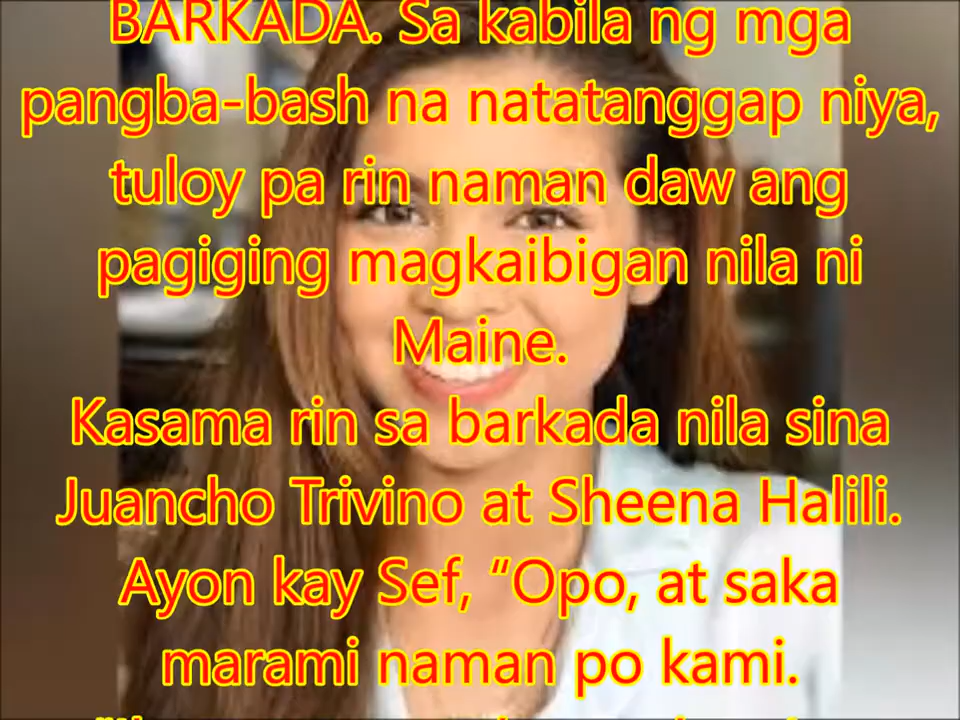 BARKADA. Sa kabila ng mga
pangba-bash na natatanggap niya,
tuloy pa rin naman daw ang
pagiging magkaibigan nila ni
Maine.
Kasama rin sa barkada nila sina
Juancho Trivino at Sheena Halili.
Ayon kay Sef, “Opo, at saka
marami naman po kami.